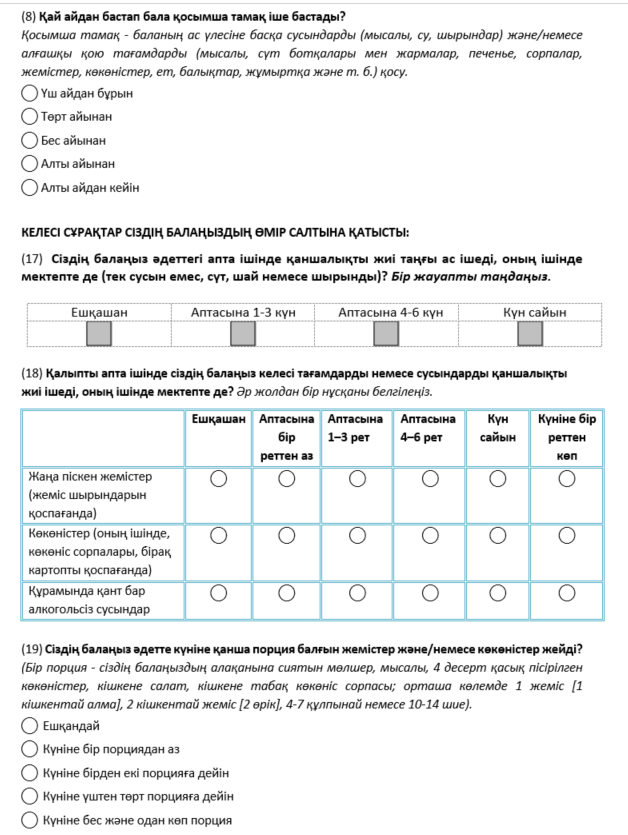 (8) Қай айдан бастап бала қосымша тамақ іше бастады?
Қосымша тамақ - баланың ас үлесіне басқа сусындарды (мысалы, су, шырындар) және/немесе
алғашқы қою тағамдарды (мысалы, сүт ботқалары мен жармалар, печенье, сорпалар,
жемістер, көкөністер, ет, балықтар, жұмыртқа және т. б.) қосу.
Үш айдан бұрын
Төрт айынан
Бес айынан
Алты айынан
Алты айдан кейін
КЕЛЕСІ СҰРАҚТАР СІЗДІҢ БАЛАҢЫЗДЫҢ ӨМІР САЛТЫНА ҚАТЫСТЫ:
(17) Сіздің балаңыз әдеттегі апта ішінде қаншалықты жиі таңғы ас ішеді, оның ішінде
мектепте де (тек сусын емес, сүт, шай немесе шырынды)? Бір жауапты таңдаңыз.
Ешқашан Аптасына 1-3 күн Аптасына 4-6 күн Күн сайын
(18) Қалыпты апта ішінде сіздің балаңыз келесі тағамдарды немесе сусындарды қаншалықты
жиі ішеді, оның ішінде мектепте де? Әр жолдан бір нұсқаны белгілеңіз.
Ешқашан Аптасына Аптасына Аптасына Күн Күніне бір
бір 1–3 рет 4–6 рет сайын реттен
реттен аз көп
Жаңа піскен жемістер
(жеміс шырындарын
қоспағанда)
Көкөністер (оның ішінде,
көкөніс сорпалары, бірақ
картопты қоспағанда)
Құрамында қант бар
алкогольсіз сусындар
(19) Сіздің балаңыз әдетте күніне қанша порция балғын жемістер және/немесе көкөністер жейді?
(Бір порция - сіздің балаңыздың алақанына сиятын мөлшер, мысалы, 4 десерт қасық пісірілген
көкөністер, кішкене салат, кішкене табақ көкөніс сорпасы; орташа көлемде 1 жеміс [1
кішкентай алма], 2 кішкентай жеміс [2 өрік], 4-7 құлпынай немесе 10-14 шие).
Ешқандай
Күніне бір порциядан аз
Күніне бірден екі порцияға дейін
Күніне үштен төрт порцияға дейін
Күніне бес және одан көп порция